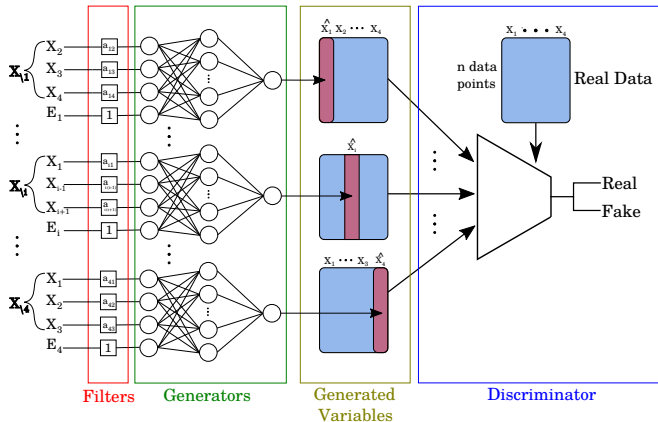 X̂₁ X₂ ··· X₄
X₁ • • • X₄
X\1
X₂ a₁₂
X₃ a₁₃
X₄ a₁₄
E₁ 1
n data
points
Real Data
X̂ᵢ
X\i
X₁ aᵢ₁
Xᵢ₋₁
Xᵢ₊₁
Eᵢ 1
Real
Fake
X₁ ··· X₃ X̂₄
X\4
X₁ a₄₁
X₂ a₄₂
X₃ a₄₃
E₄ 1
Filters
Generators
Generated
Variables
Discriminator